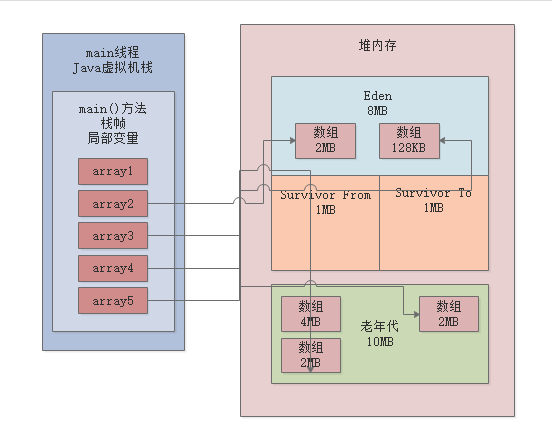 main线程
Java虚拟机栈
main()方法
栈帧
局部变量
array1
array2
array3
array4
array5
堆内存
Eden
8MB
数组
2MB
数组
128KB
Survivor From
1MB
Survivor To
1MB
数组
4MB
数组
2MB
老年代
10MB
数组
2MB